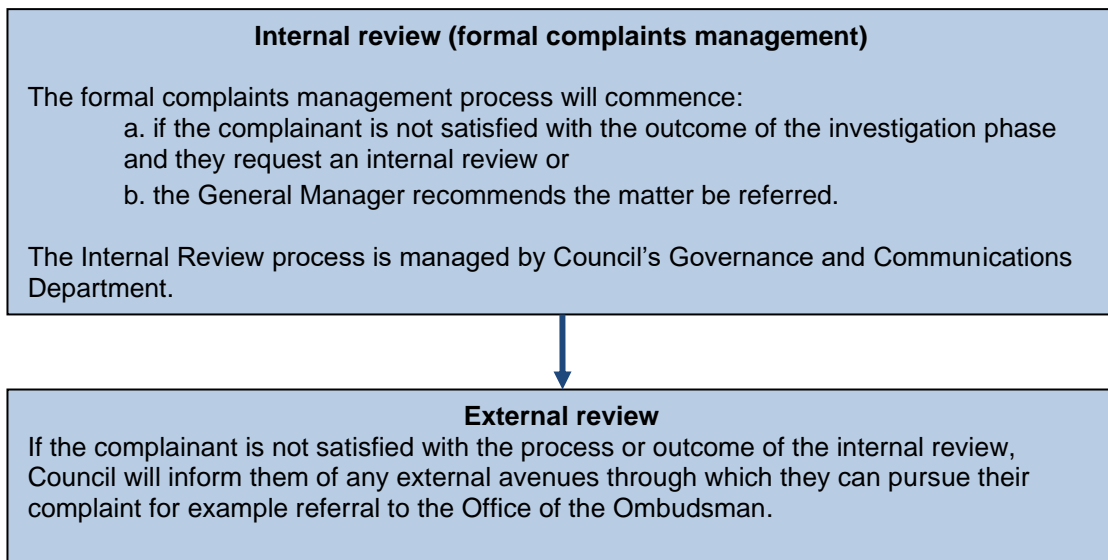 Internal review (formal complaints management)
The formal complaints management process will commence:
a. if the complainant is not satisfied with the outcome of the investigation phase
and they request an internal review or
b. the General Manager recommends the matter be referred.
The Internal Review process is managed by Council’s Governance and Communications
Department.
External review
If the complainant is not satisfied with the process or outcome of the internal review,
Council will inform them of any external avenues through which they can pursue their
complaint for example referral to the Office of the Ombudsman.